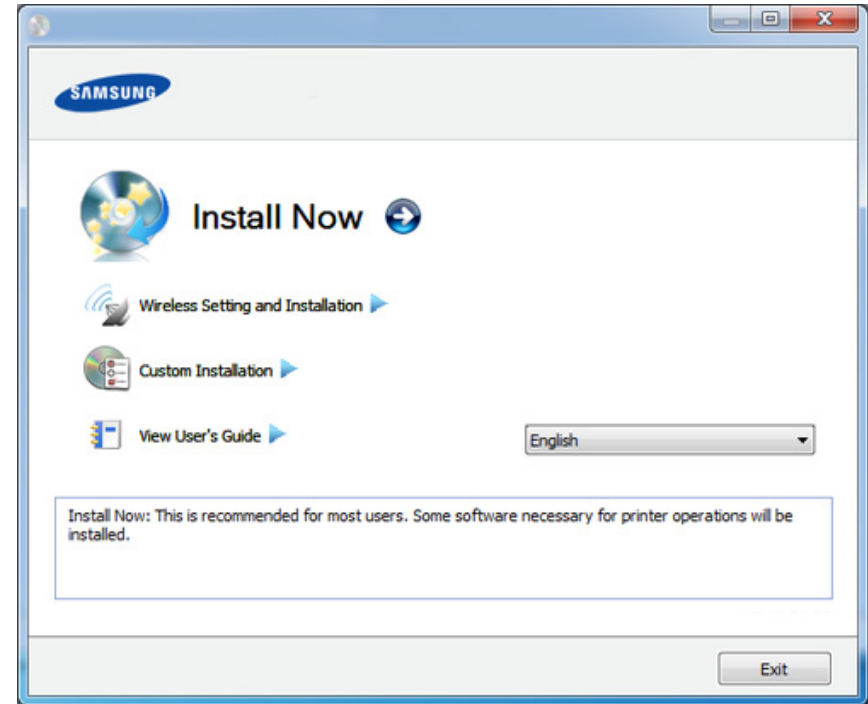 SAMSUNG
Install Now
Wireless Setting and Installation
Custom Installation
View User's Guide
English
Install Now: This is recommended for most users. Some software necessary for printer operations will be
installed.
Exit